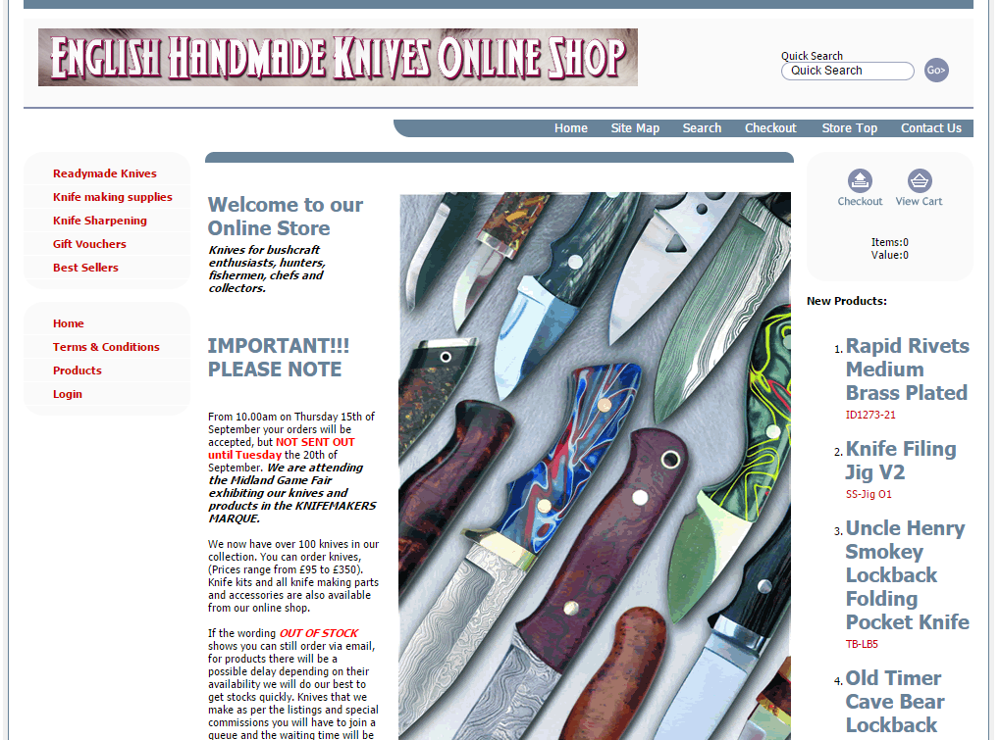 ENGLISH HANDMADE KNIVES ONLINE SHOP
Quick Search
Quick Search
Go>
Home Site Map Search Checkout Store Top Contact Us
Readymade Knives
Knife making supplies
Knife Sharpening
Gift Vouchers
Best Sellers
Home
Terms & Conditions
Products
Login
Welcome to our
Online Store
Knives for bushcraft
enthusiasts, hunters,
fishermen, chefs and
collectors.
IMPORTANT!!!
PLEASE NOTE
From 10.00am on Thursday 15th of
September your orders will be
accepted, but NOT SENT OUT
until Tuesday the 20th of
September. We are attending
the Midland Game Fair
exhibiting our knives and
products in the KNIFEMAKERS
MARQUE.
We now have over 100 knives in our
collection. You can order knives,
(Prices range from £95 to £350).
Knife kits and all knife making parts
and accessories are also available
from our online shop.
If the wording OUT OF STOCK
shows you can still order via email,
for products there will be a
possible delay depending on their
availability we will do our best to
get stocks quickly. Knives that we
make as per the listings and special
commissions you will have to join a
queue and the waiting time will be
Checkout View Cart
Items:0
Value:0
New Products:
1. Rapid Rivets
Medium
Brass Plated
ID1273-21
2. Knife Filing
Jig V2
SS-Jig O1
3. Uncle Henry
Smokey
Lockback
Folding
Pocket Knife
TB-LB5
4. Old Timer
Cave Bear
Lockback